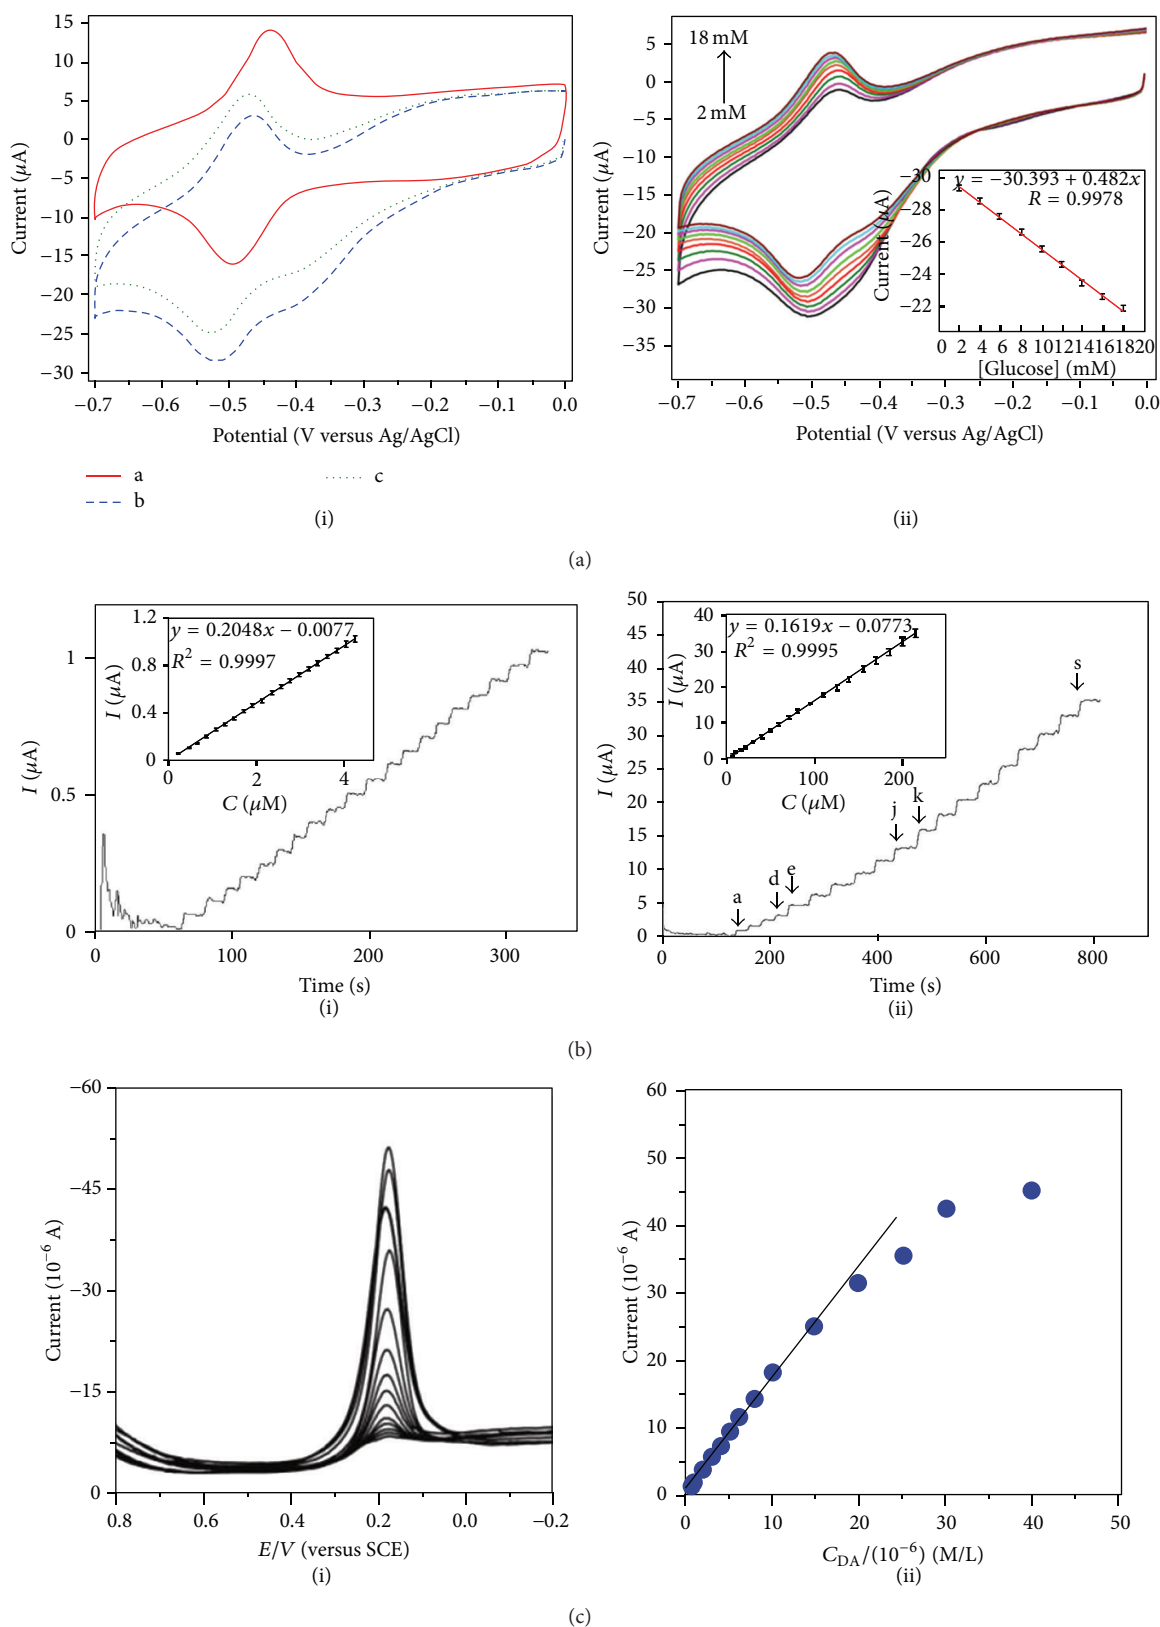 15
10
5
0
−5
−10
−15
−20
−25
−30
Current (μA)
−0.7 −0.6 −0.5 −0.4 −0.3 −0.2 −0.1 0.0
Potential (V versus Ag/AgCl)
a
b
c
(i)
5
0
−5
−10
−15
−20
−25
−30
−35
Current (μA)
18 mM
2 mM
−30
−28
−26
−24
−22
Current (μA)
y = −30.393 + 0.482x
R = 0.9978
0 2 4 6 8 10 12 14 16 18 20
[Glucose] (mM)
−0.7 −0.6 −0.5 −0.4 −0.3 −0.2 −0.1 0.0
Potential (V versus Ag/AgCl)
(ii)
(a)
1
0.5
0
I (μA)
1.2
0.8
0.4
0
I (μA)
y = 0.2048x − 0.0077
R² = 0.9997
0 2 4
C (μM)
0 100 200 300
Time (s)
(i)
50
45
40
35
30
25
20
15
10
5
0
I (μA)
40
30
20
10
0
I (μA)
y = 0.1619x − 0.0773
R² = 0.9995
0 100 200
C (μM)
a
d
e
j
k
s
0 200 400 600 800
Time (s)
(ii)
(b)
−60
−45
−30
−15
0
Current (10⁻⁶ A)
0.8 0.6 0.4 0.2 0.0 −0.2
E/V (versus SCE)
(i)
60
50
40
30
20
10
0
Current (10⁻⁶ A)
0 10 20 30 40 50
C_DA/(10⁻⁶) (M/L)
(ii)
(c)